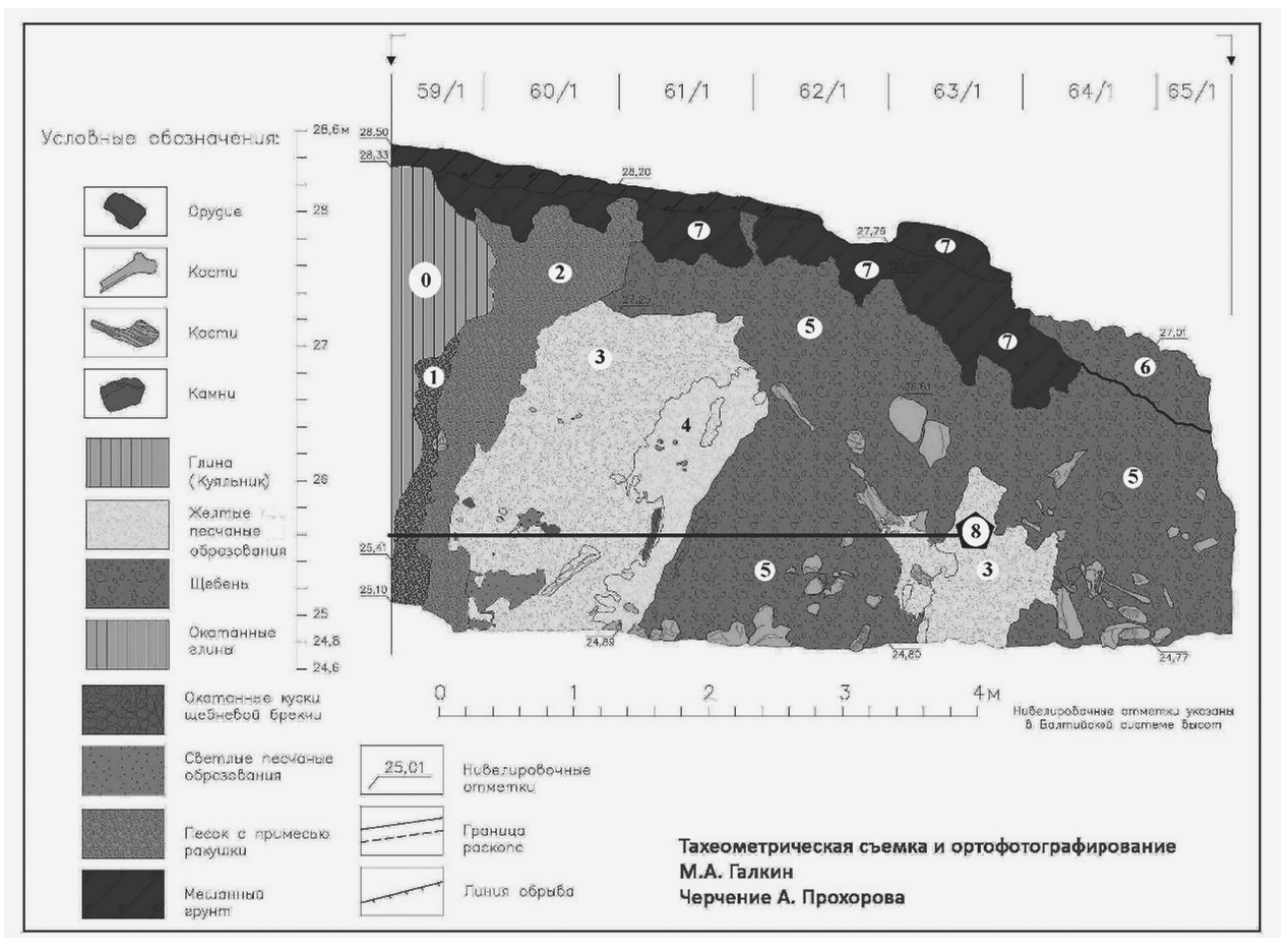 59/1 60/1 61/1 62/1 63/1 64/1 65/1
Условные обозначения:
28,6м
28
27
26
25
24,8
24,6
28,50
28,33
28,20
27,76
27,25
27,01
26,61
25,41
25,10
24,89
24,80
24,77
0
1
2
3
4
5
5
5
6
7
7
7
7
8
3
Орудие
Кости
Кости
Камни
Глина
(Куяльник)
Желтые
песчаные
образования
Щебень
Окатанные
глины
Окатанные куски
щебневой брекчии
Светлые песчаные
образования
Песок с примесью
ракушки
Мешанный
грунт
0 1 2 3 4м
Нивелировочные отметки указаны
в Балтийской системе высот
25,01
Нивелировочные
отметки
Граница
раскопа
Линия обрыва
Тахеометрическая съемка и ортофотографирование
М.А. Галкин
Черчение А. Прохорова